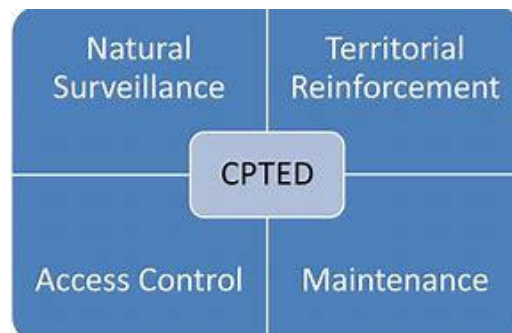 Natural
Surveillance
Territorial
Reinforcement
CPTED
Access Control
Maintenance